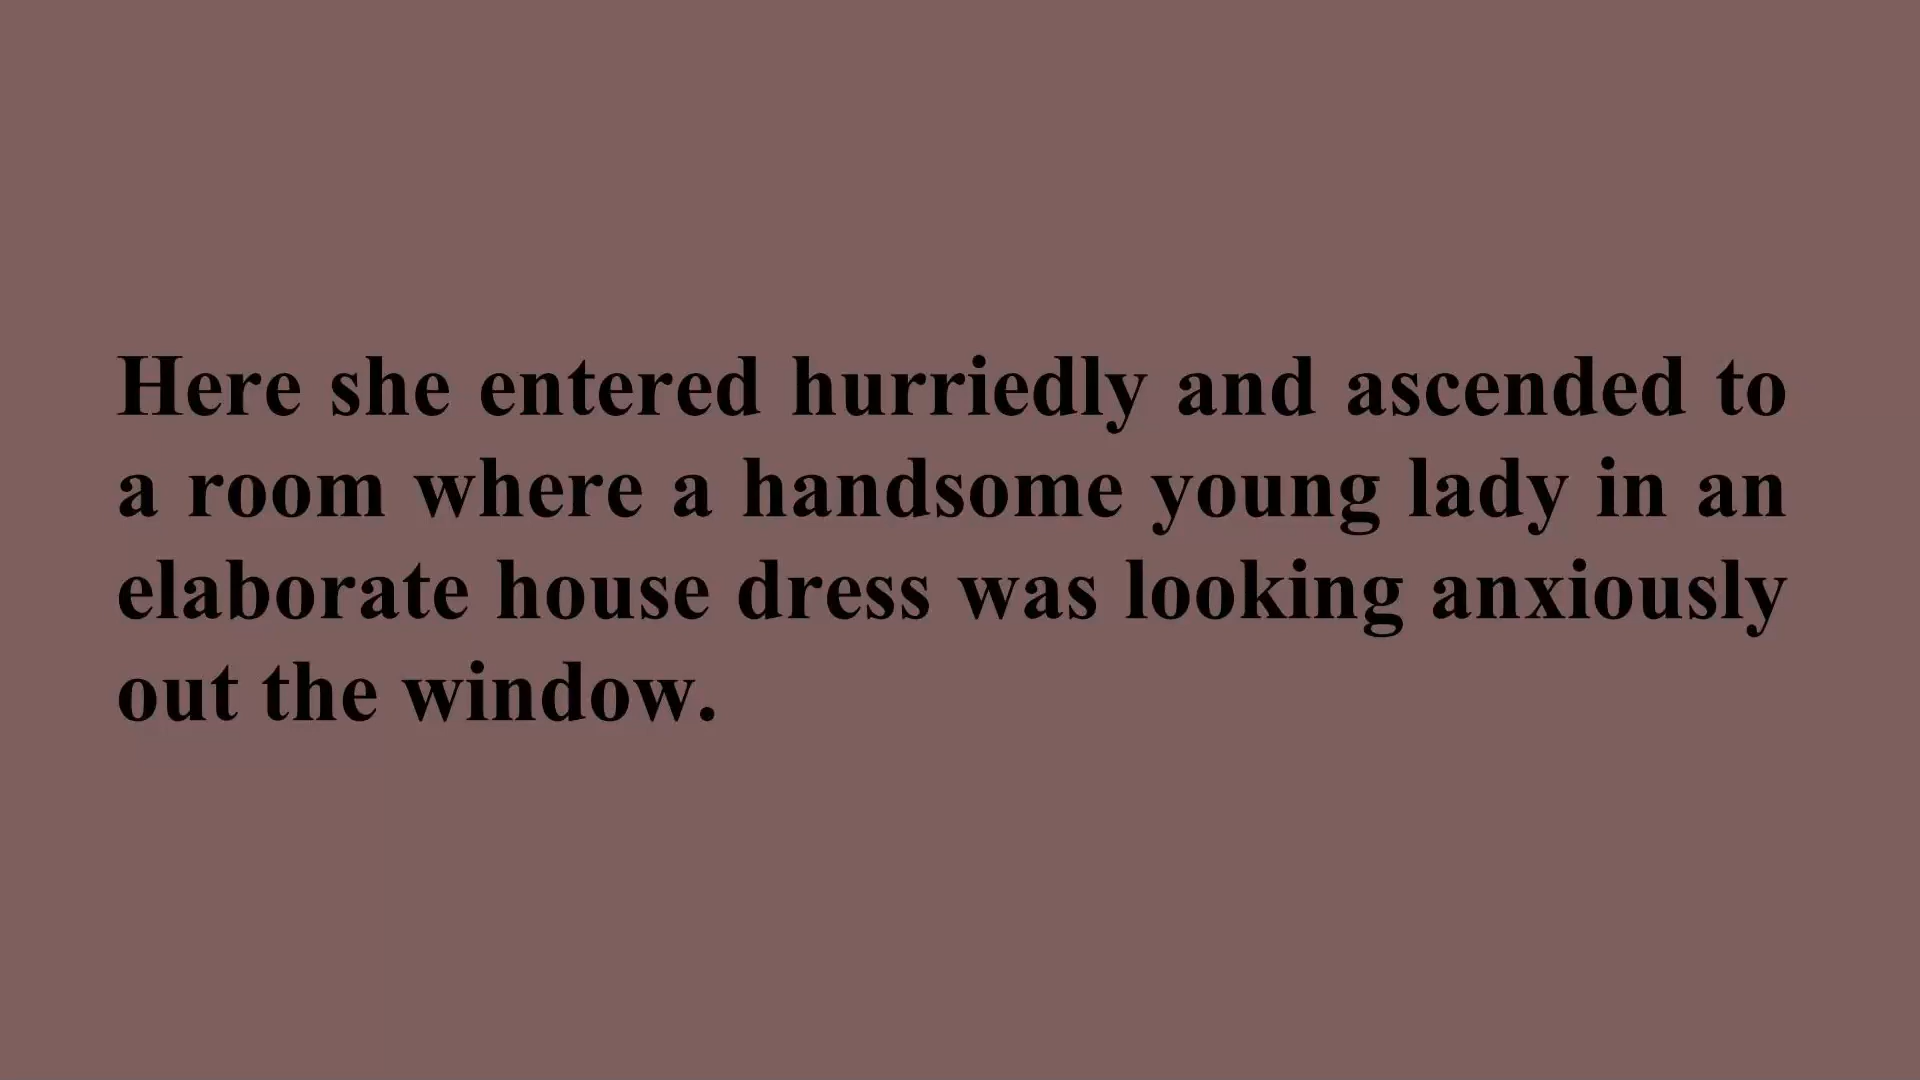 Here she entered hurriedly and ascended to
a room where a handsome young lady in an
elaborate house dress was looking anxiously
out the window.